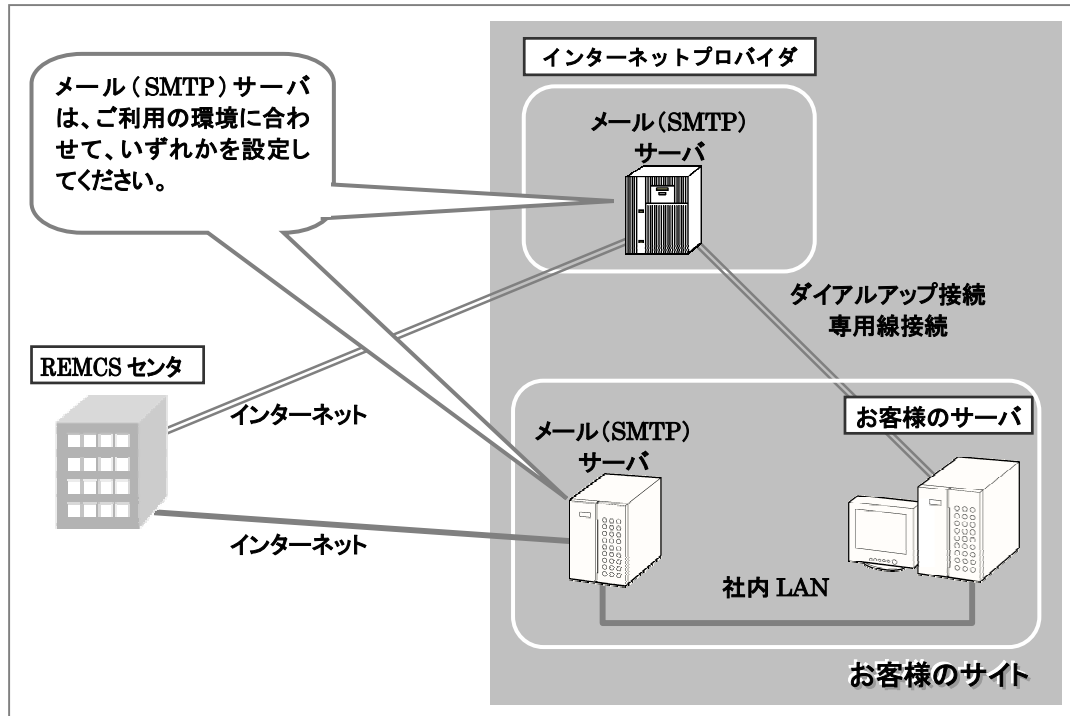 インターネットプロバイダ
メール(SMTP)サーバ
は、ご利用の環境に合わ
せて、いずれかを設定し
てください。
メール(SMTP)
サーバ
ダイアルアップ接続
専用線接続
REMCS センタ
インターネット
お客様のサーバ
メール(SMTP)
サーバ
インターネット
社内 LAN
お客様のサイト